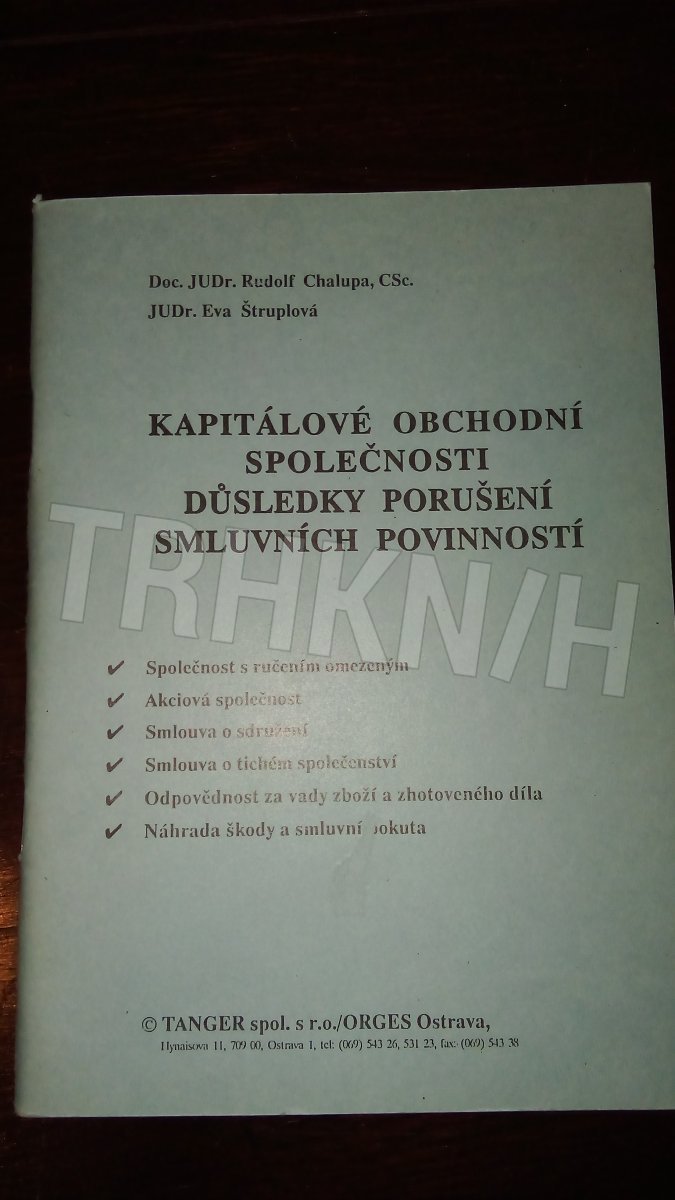 Doc. JUDr. Rudolf Chalupa, CSc.
JUDr. Eva Štruplová
KAPITÁLOVÉ OBCHODNÍ
SPOLEČNOSTI
DŮSLEDKY PORUŠENÍ
SMLUVNÍCH POVINNOSTÍ
TRHKNIH
✔ Společnost s ručením omezeným
✔ Akciová společnost
✔ Smlouva o sdružení
✔ Smlouva o tichém společenství
✔ Odpovědnost za vady zboží a zhotoveného díla
✔ Náhrada škody a smluvní pokuta
© TANGER spol. s r.o./ORGES Ostrava,
Hynaisova 11, 709 00, Ostrava 1, tel: (069) 543 26, 531 23, fax: (069) 543 38